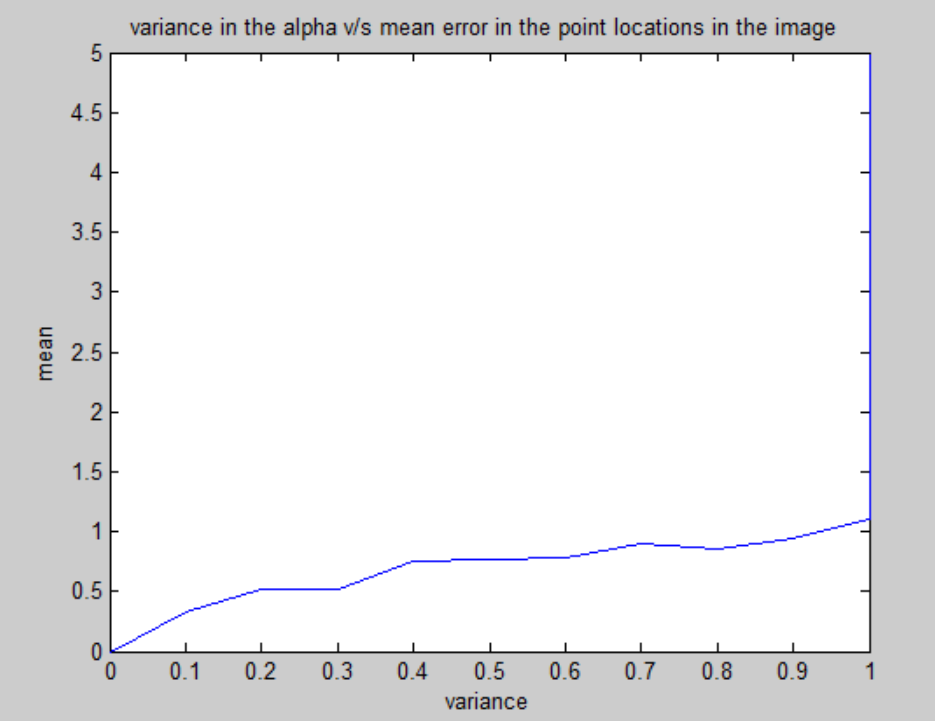 variance in the alpha v/s mean error in the point locations in the image
5
4.5
4
3.5
3
2.5
2
1.5
1
0.5
0
mean
0 0.1 0.2 0.3 0.4 0.5 0.6 0.7 0.8 0.9 1
variance